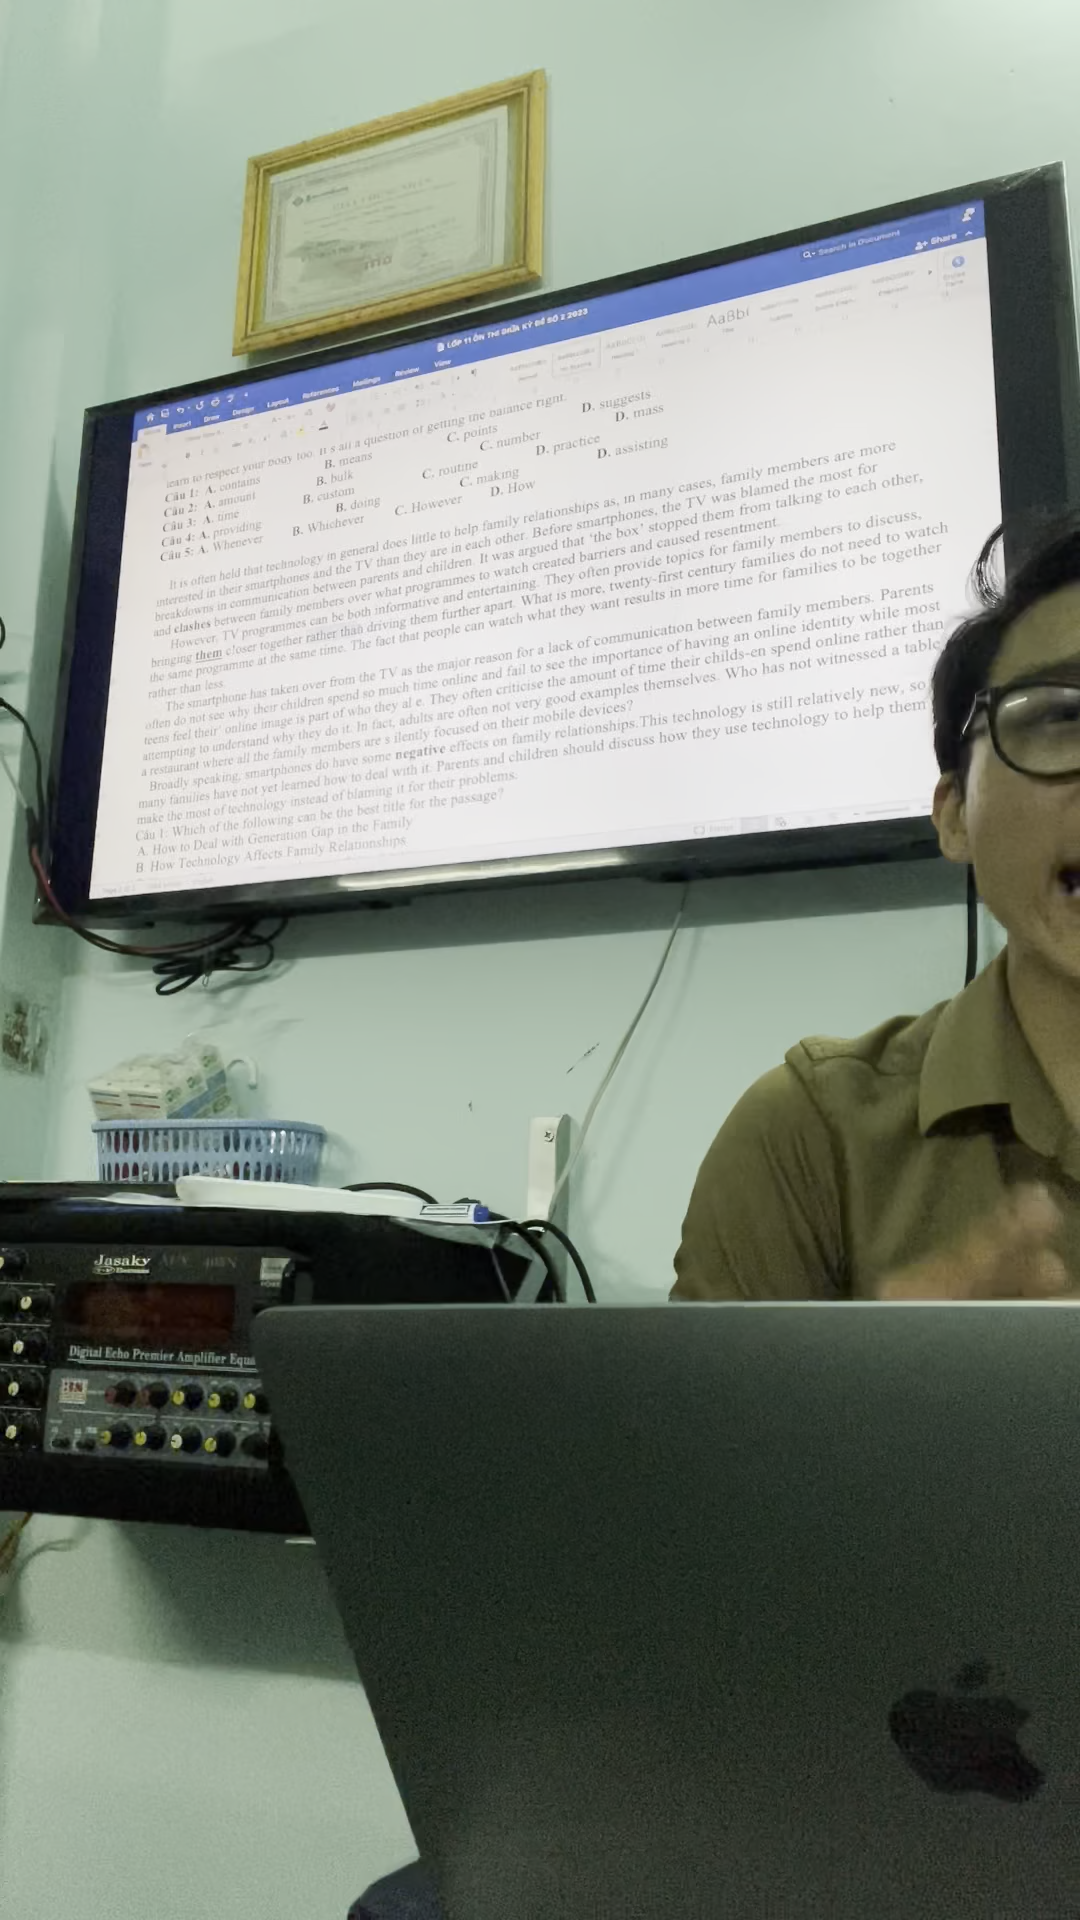 LỚP 11 ÔN THI GIỮA KỲ ĐỀ SỐ 2 2023
Search in Document
Share
Insert Draw Design Layout References Mailings Review View
AaBb(
learn to respect your body too. It's all a question of getting the balance right.
Câu 1: A. contains B. means C. points D. suggests
Câu 2: A. amount B. bulk C. number D. mass
Câu 3: A. time B. custom C. routine D. practice
Câu 4: A. providing B. doing C. making D. assisting
Câu 5: A. Whenever B. Whichever C. However D. How
It is often held that technology in general does little to help family relationships as, in many cases, family members are more
interested in their smartphones and the TV than they are in each other. Before smartphones, the TV was blamed the most for
breakdowns in communication between parents and children. It was argued that 'the box' stopped them from talking to each other,
and clashes between family members over what programmes to watch created barriers and caused resentment.
However, TV programmes can be both informative and entertaining. They often provide topics for family members to discuss,
bringing them closer together rather than driving them further apart. What is more, twenty-first century families do not need to watch
the same programme at the same time. The fact that people can watch what they want results in more time for families to be together
rather than less.
The smartphone has taken over from the TV as the major reason for a lack of communication between family members. Parents
often do not see why their children spend so much time online and fail to see the importance of having an online identity while most
teens feel their' online image is part of who they al e. They often criticise the amount of time their childs-en spend online rather than
attempting to understand why they do it. In fact, adults are often not very good examples themselves. Who has not witnessed a table
a restaurant where all the family members are s ilently focused on their mobile devices?
Broadly speaking, smartphones do have some negative effects on family relationships.This technology is still relatively new, so
many families have not yet learned how to deal with it. Parents and children should discuss how they use technology to help them
make the most of technology instead of blaming it for their problems.
Câu 1: Which of the following can be the best title for the passage?
A. How to Deal with Generation Gap in the Family
B. How Technology Affects Family Relationships
Jasaky
Digital Echo Premier Amplifier Equa